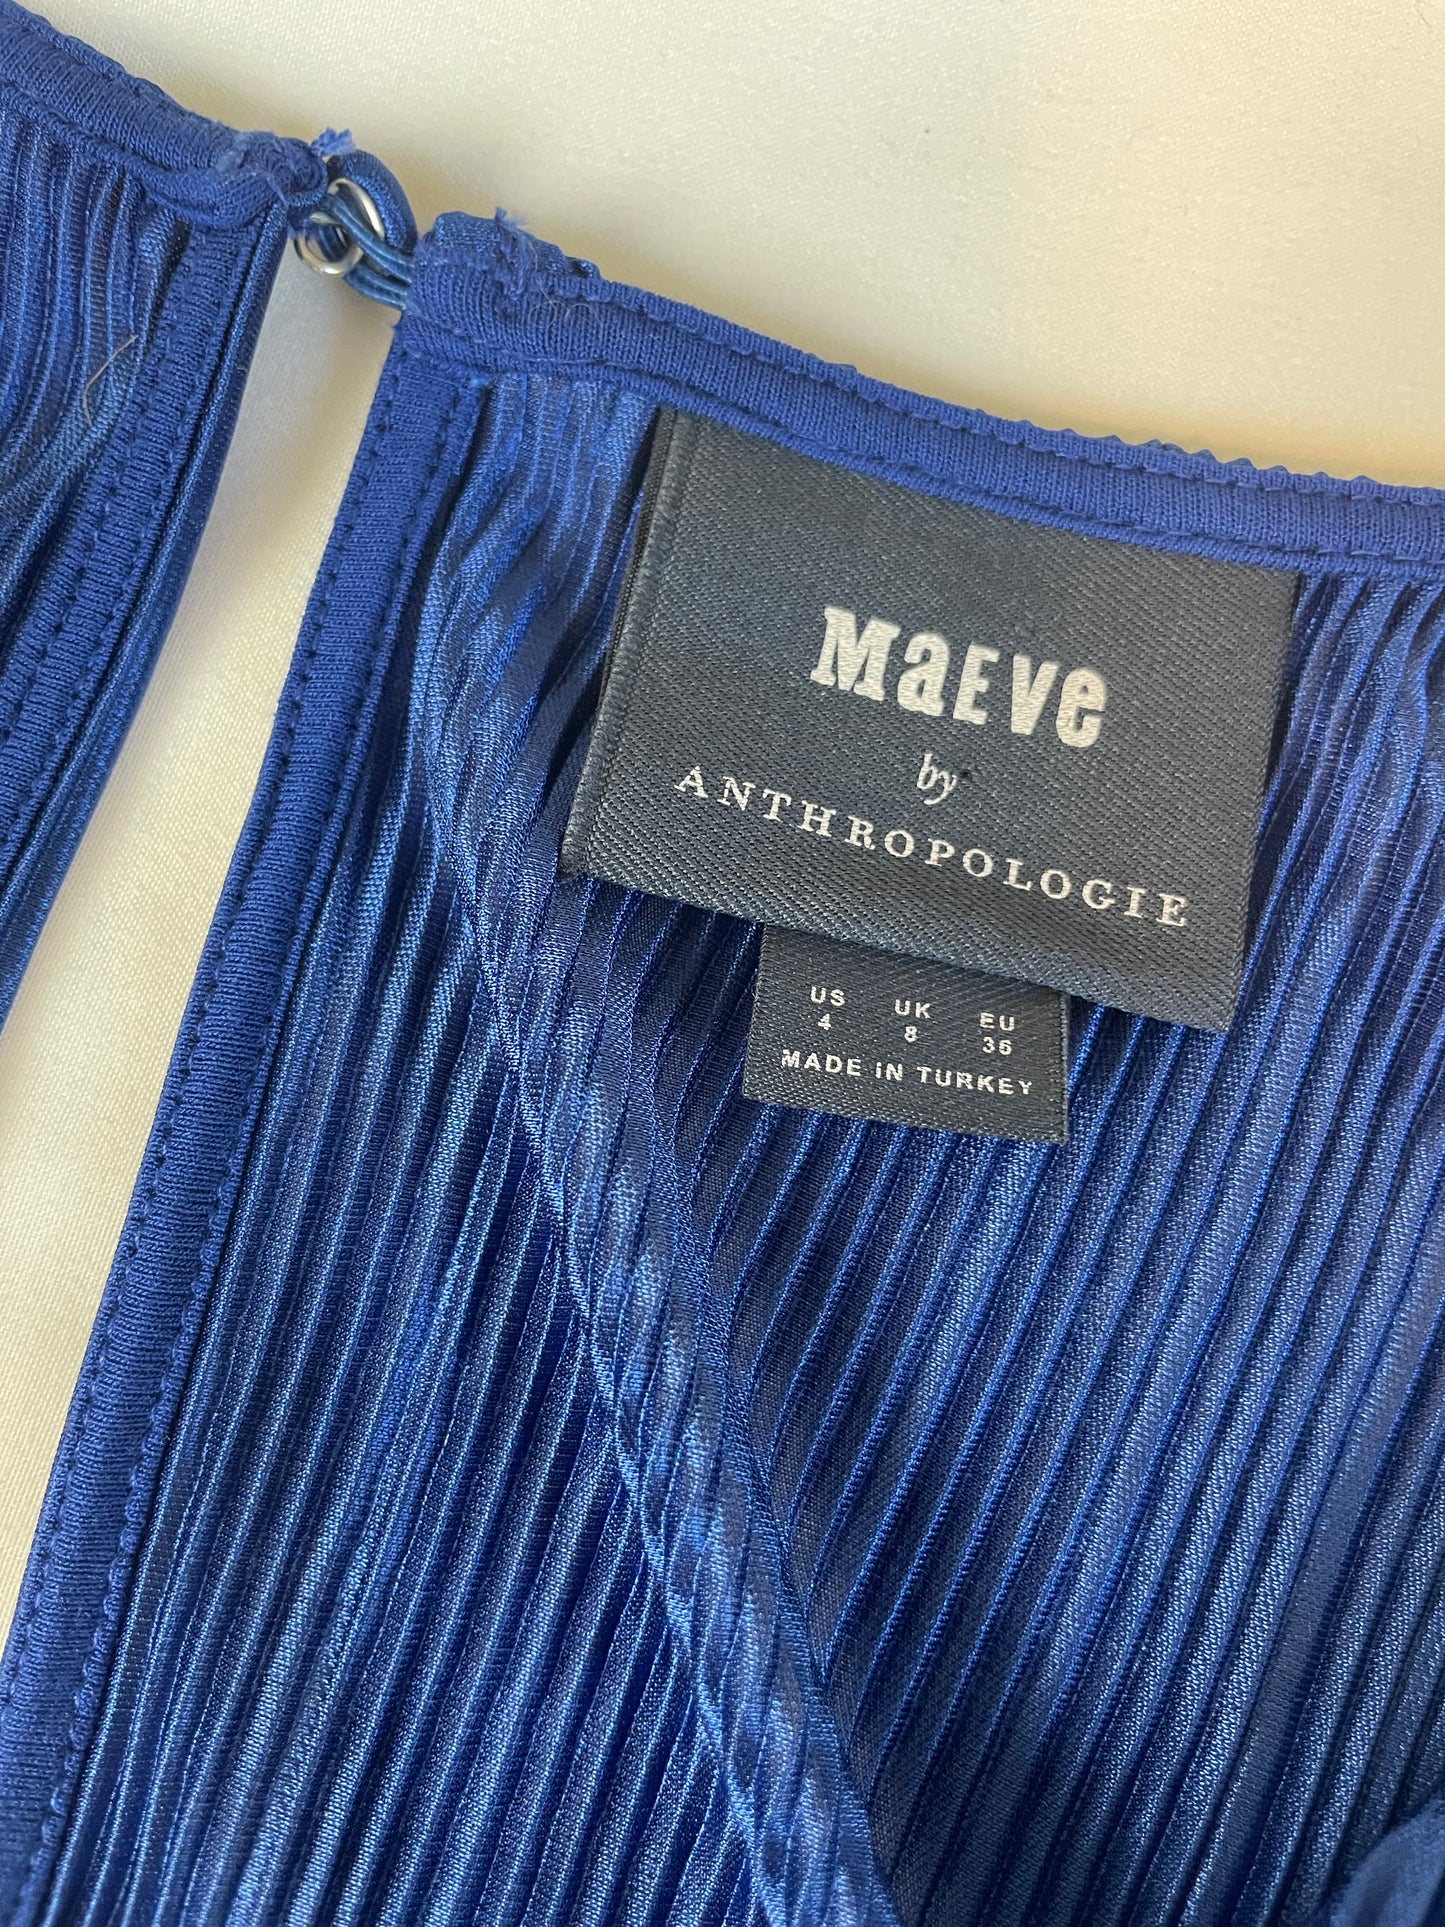 MaEVe
by
ANTHROPOLOGIE
US UK EU
4 8 36
MADE IN TURKEY